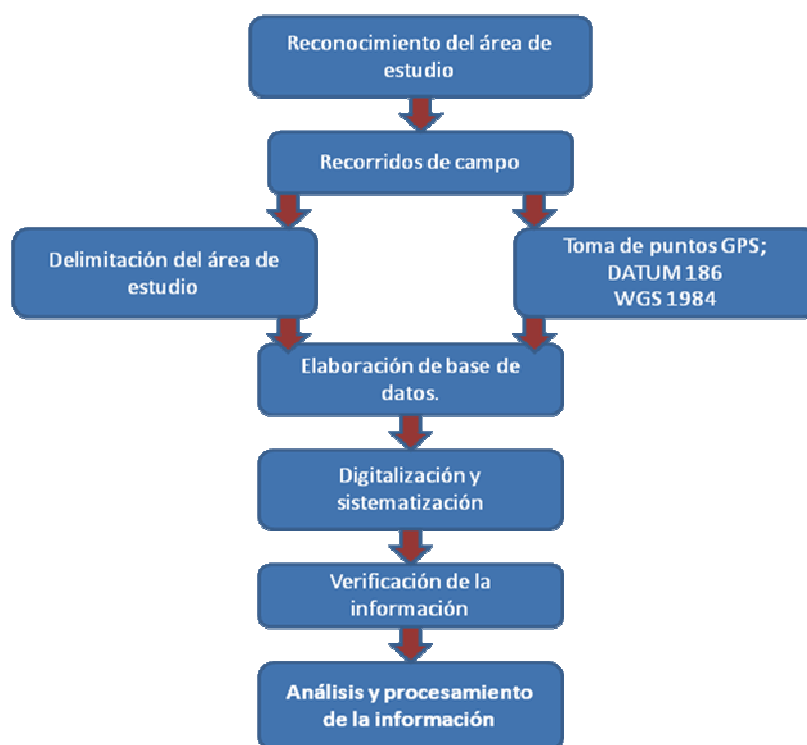 Reconocimiento del área de
estudio
Recorridos de campo
Delimitación del área de
estudio
Toma de puntos GPS;
DATUM 186
WGS 1984
Elaboración de base de
datos.
Digitalización y
sistematización
Verificación de la
información
Análisis y procesamiento
de la información